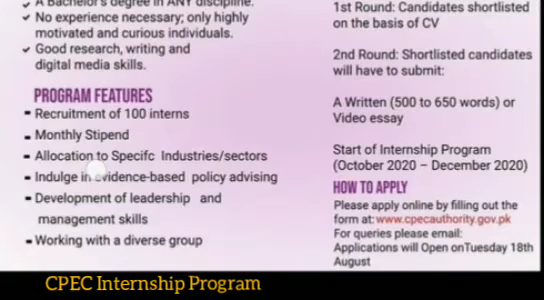 A Bachelor's degree in ANY discipline.
No experience necessary; only highly
motivated and curious individuals.
Good research, writing and
digital media skills.
PROGRAM FEATURES
Recruitment of 100 interns
Monthly Stipend
Allocation to Specifc Industries/sectors
Indulge in evidence-based policy advising
Development of leadership and
management skills
Working with a diverse group
1st Round: Candidates shortlisted
on the basis of CV
2nd Round: Shortlisted candidates
will have to submit:
A Written (500 to 650 words) or
Video essay
Start of Internship Program
(October 2020 – December 2020)
HOW TO APPLY
Please apply online by filling out the
form at: www.cpecauthority.gov.pk
For queries please email:
Applications will Open onTuesday 18th
August
CPEC Internship Program